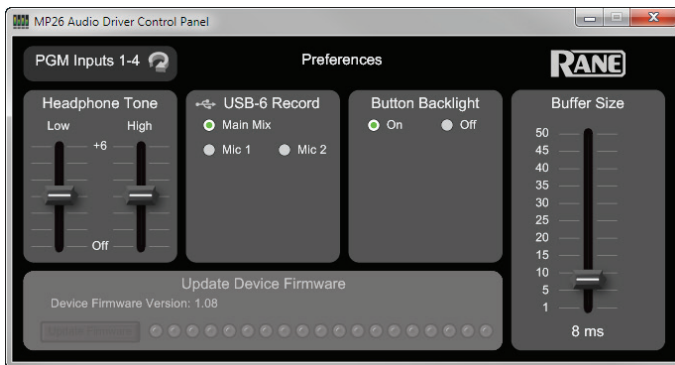 MP26 Audio Driver Control Panel
PGM Inputs 1-4
Preferences
RANE
Headphone Tone
Low High
+6
Off
USB-6 Record
Main Mix
Mic 1 Mic 2
Button Backlight
On Off
Buffer Size
50
45
40
35
30
25
20
15
10
5
1
8 ms
Update Device Firmware
Device Firmware Version: 1.08
Update Firmware